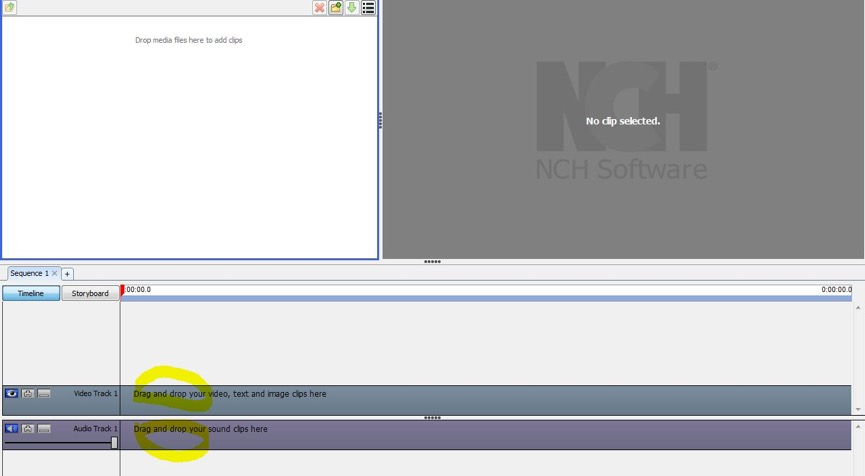 Drop media files here to add clips
NCH
No clip selected.
NCH Software
Sequence 1
Timeline
Storyboard
:00:00.0
0:00:00.0
Video Track 1
Drag and drop your video, text and image clips here
Audio Track 1
Drag and drop your sound clips here